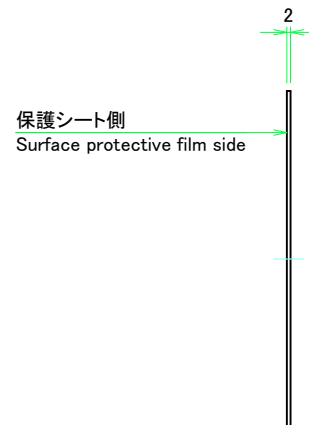 2
保護シート側
Surface protective film side